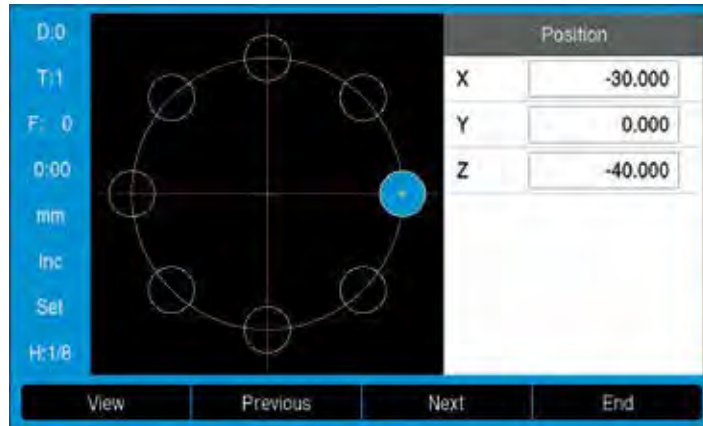 D:0
T:1
F: 0
0:00
mm
Inc
Set
H:1/8
Position
X -30.000
Y 0.000
Z -40.000
View Previous Next End